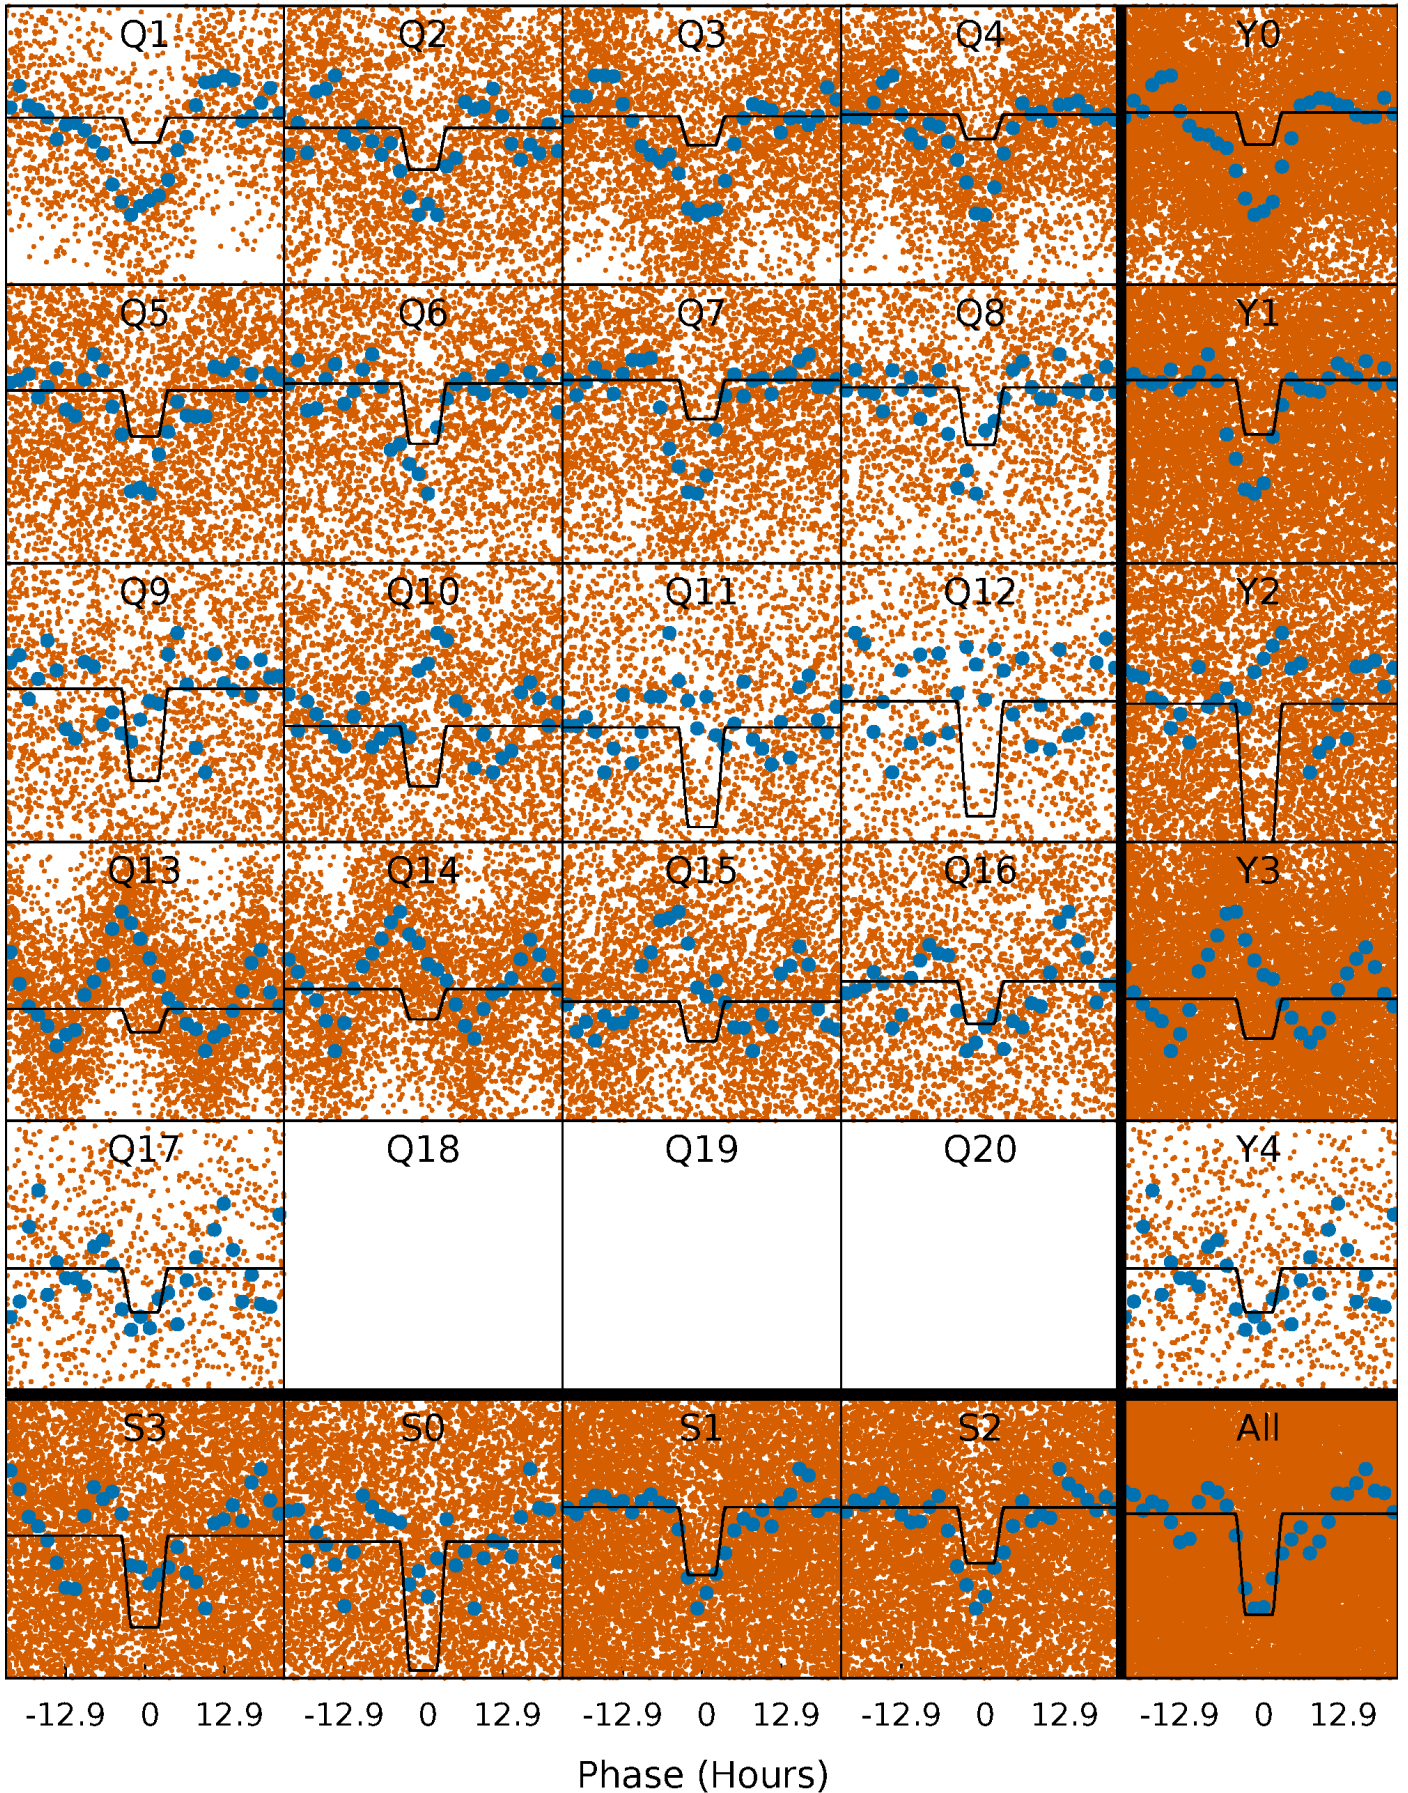 Q1 Q2 Q3 Q4 Y0
Q5 Q6 Q7 Q8 Y1
Q9 Q10 Q11 Q12 Y2
Q13 Q14 Q15 Q16 Y3
Q17 Q18 Q19 Q20 Y4
S3 S0 S1 S2 All
-12.9 0 12.9 -12.9 0 12.9 -12.9 0 12.9 -12.9 0 12.9 -12.9 0 12.9
Phase (Hours)